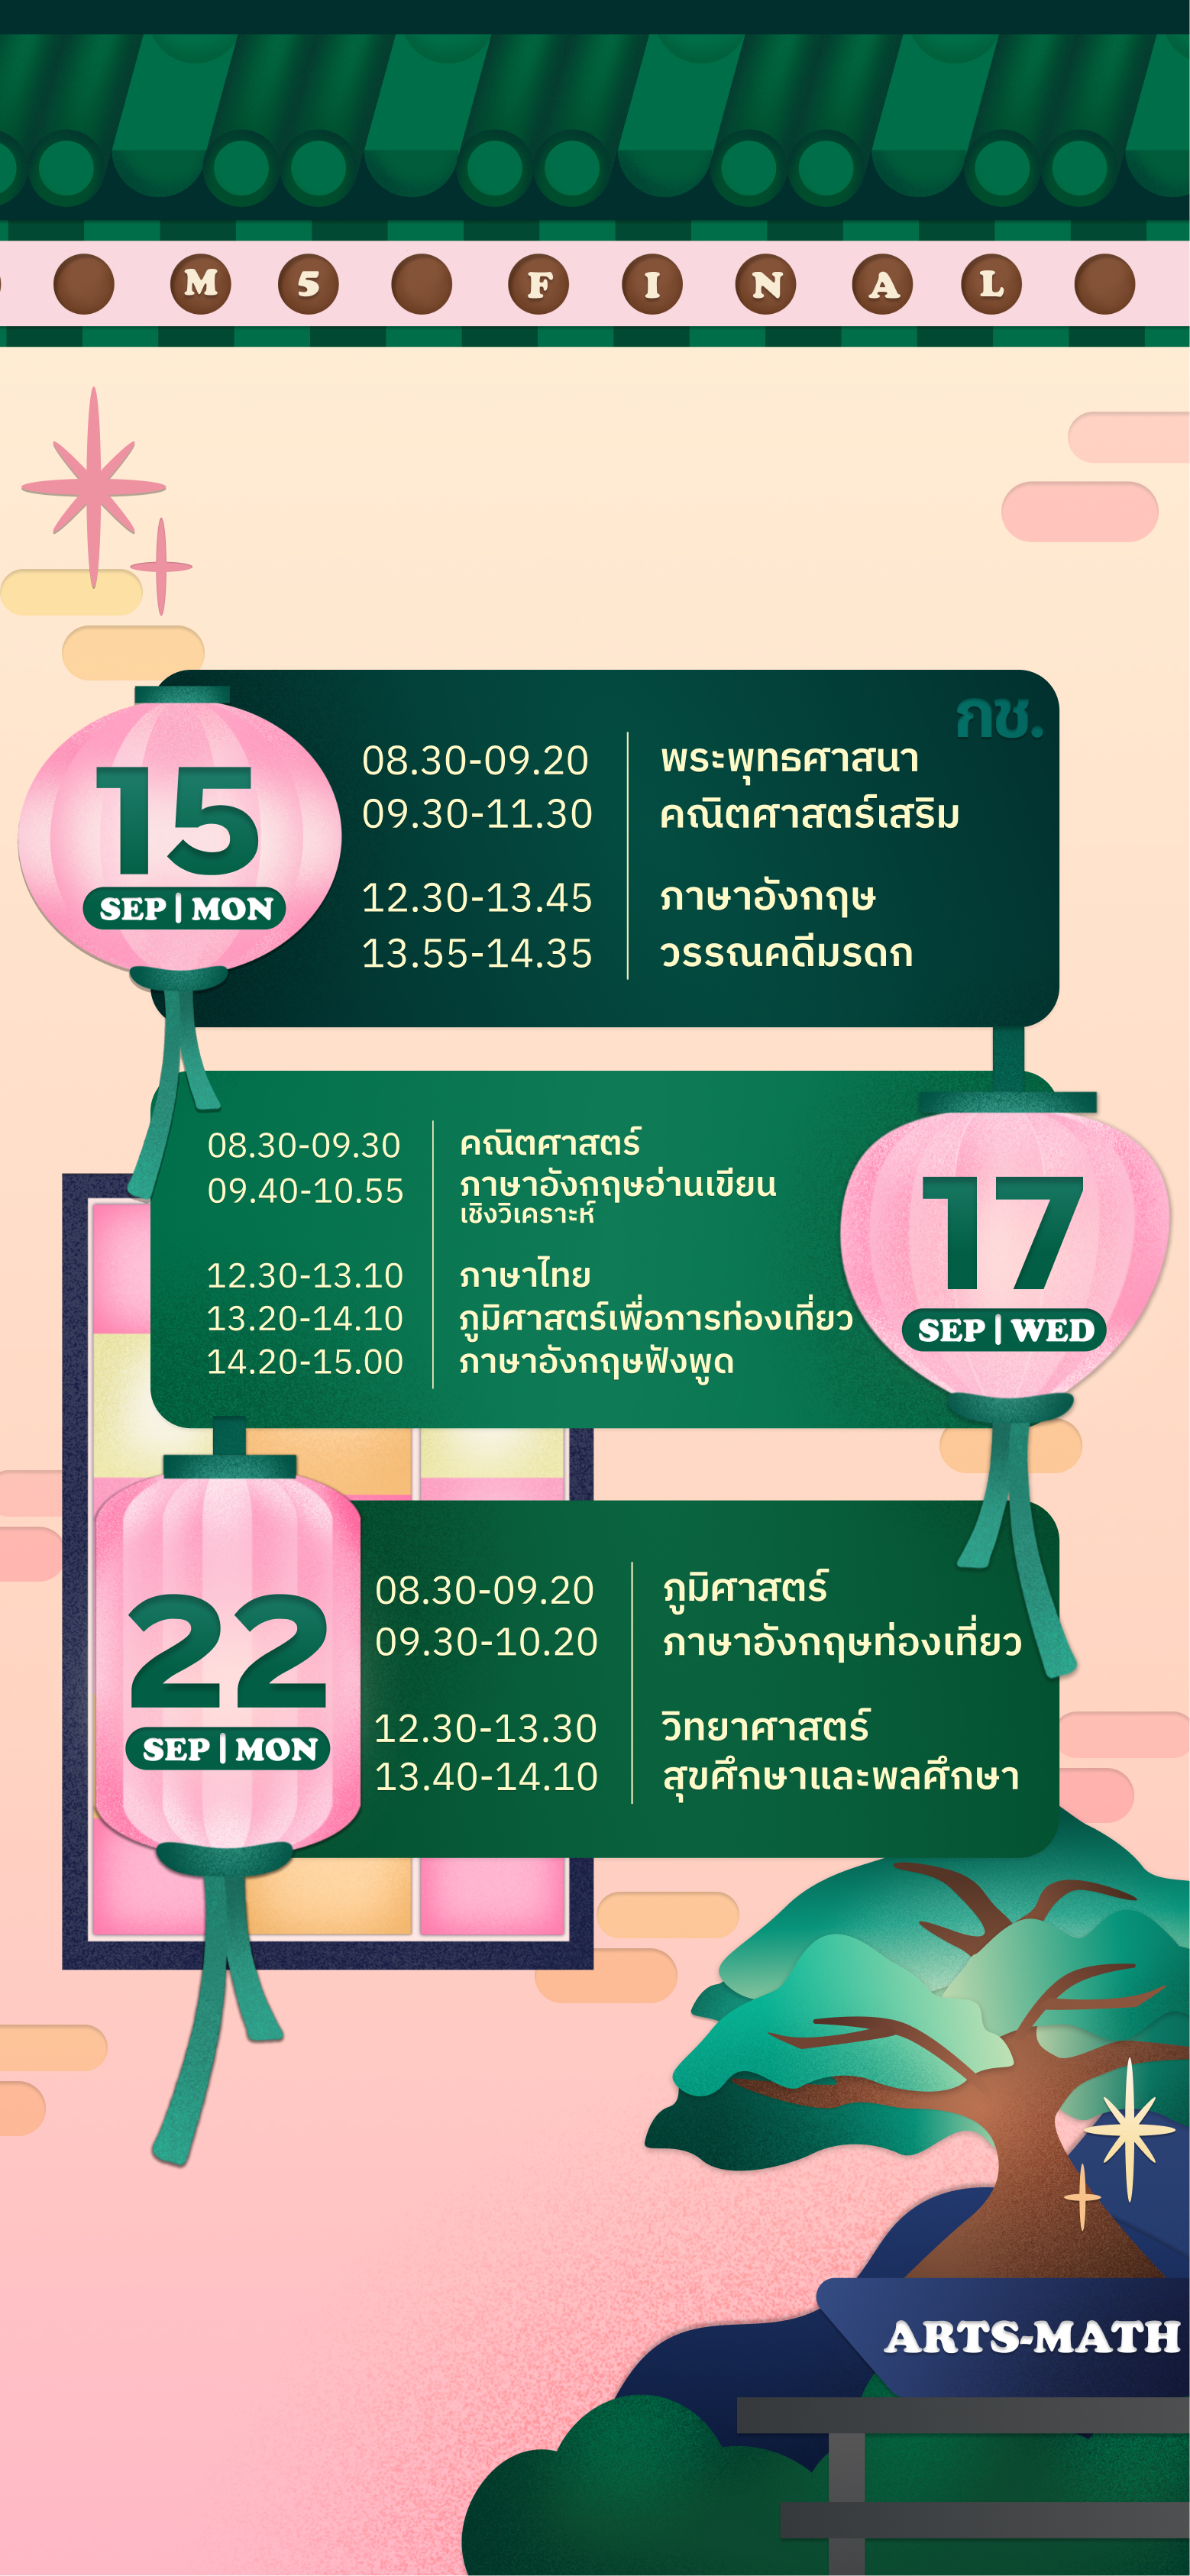 M5 FINAL
กช.
15
SEP | MON
08.30-09.20 พระพุทธศาสนา
09.30-11.30 คณิตศาสตร์เสริม
12.30-13.45 ภาษาอังกฤษ
13.55-14.35 วรรณคดีมรดก
17
SEP | WED
08.30-09.30 คณิตศาสตร์
09.40-10.55 ภาษาอังกฤษอ่านเขียน
เชิงวิเคราะห์
12.30-13.10 ภาษาไทย
13.20-14.10 ภูมิศาสตร์เพื่อการท่องเที่ยว
14.20-15.00 ภาษาอังกฤษฟังพูด
22
SEP | MON
08.30-09.20 ภูมิศาสตร์
09.30-10.20 ภาษาอังกฤษท่องเที่ยว
12.30-13.30 วิทยาศาสตร์
13.40-14.10 สุขศึกษาและพลศึกษา
ARTS-MATH